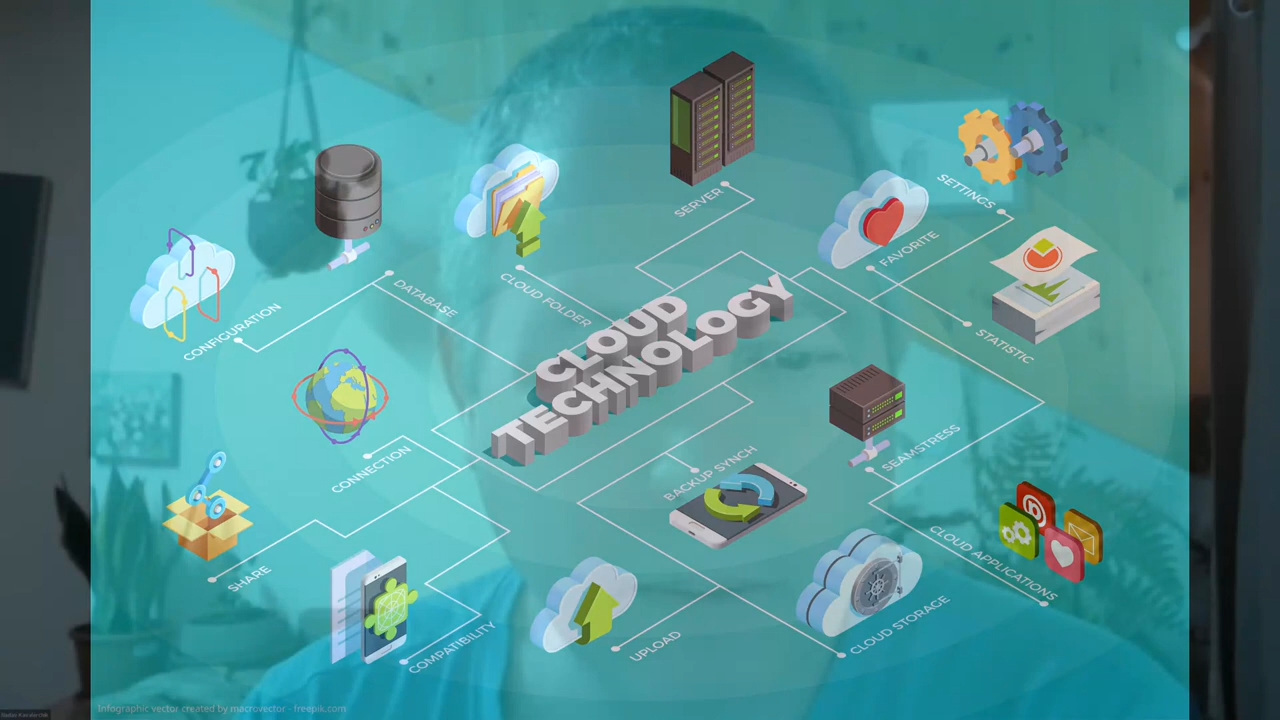 SERVER
SETTINGS
FAVORITE
DATABASE
CLOUD FOLDER
CONFIGURATION
STATISTIC
CLOUD
TECHNOLOGY
CONNECTION
BACKUP SYNCH
SEAMSTRESS
SHARE
CLOUD APPLICATIONS
COMPATIBILITY
UPLOAD
CLOUD STORAGE
Infographic vector created by macrovector - freepik.com